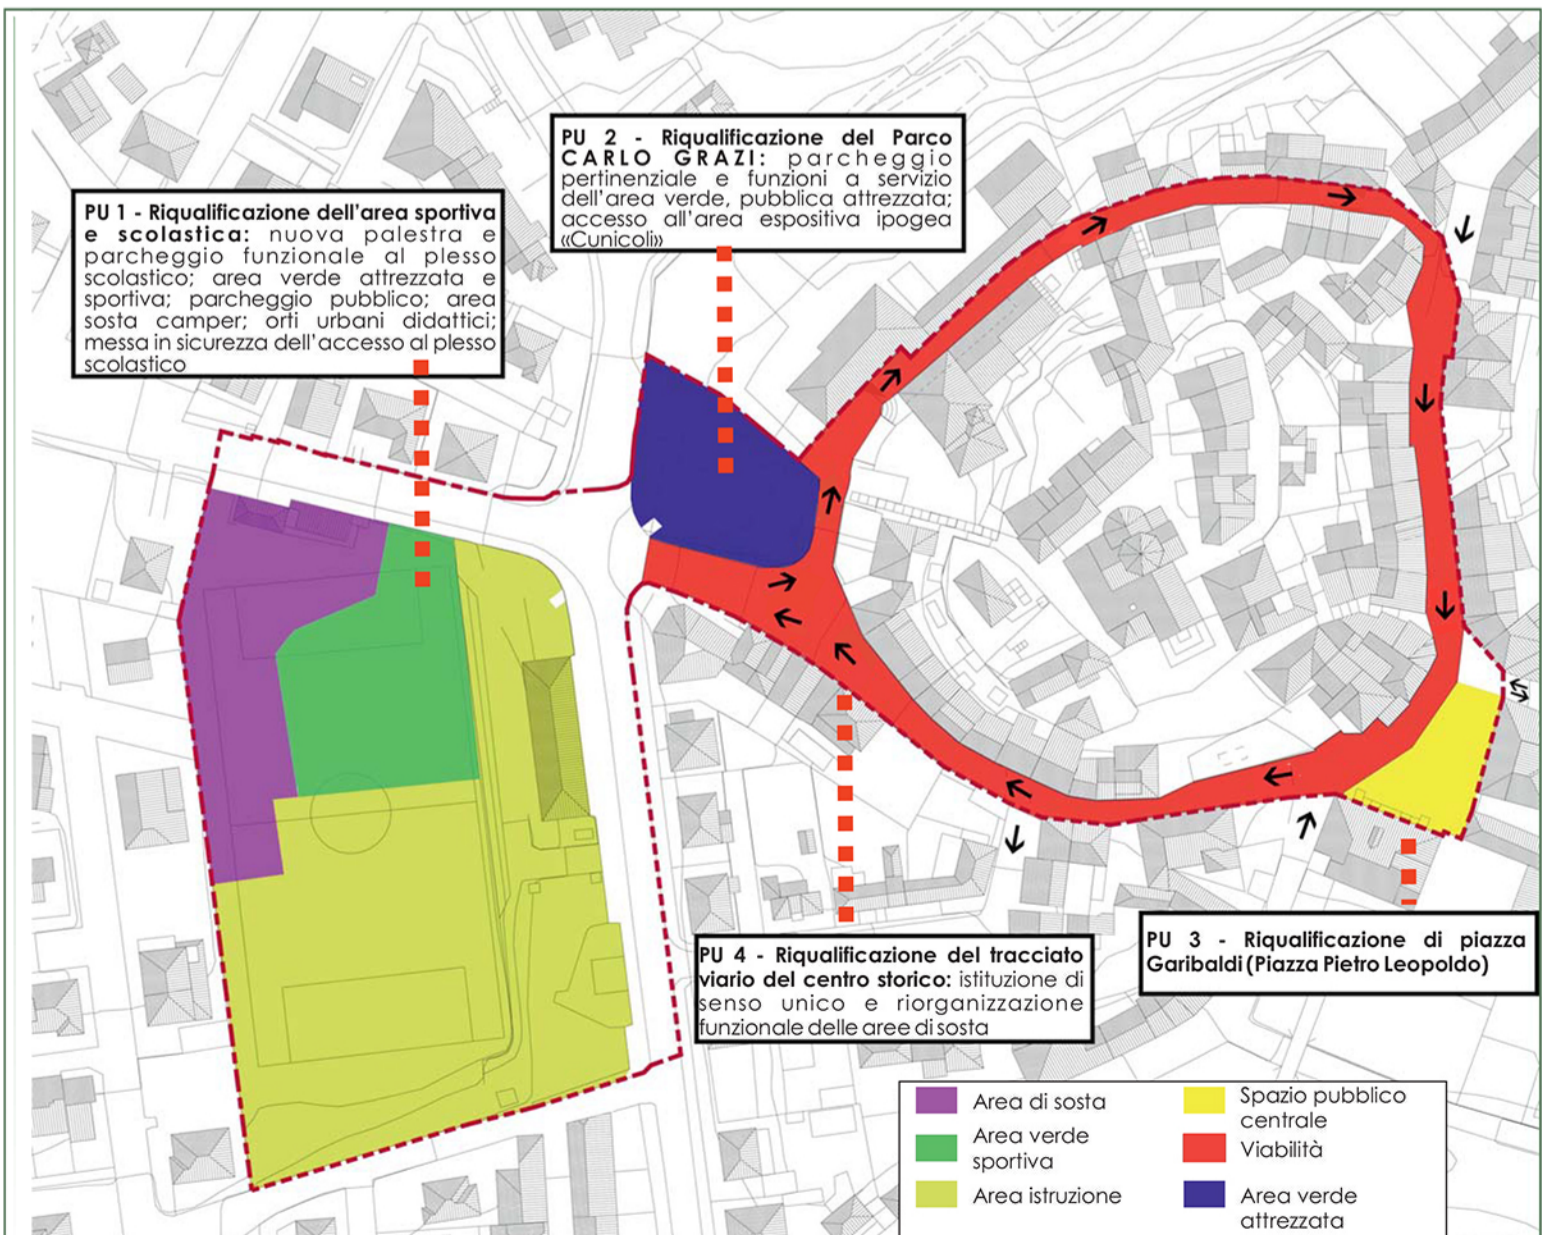 PU 2 - Riqualificazione del Parco
CARLO GRAZI: parcheggio
pertinenziale e funzioni a servizio
dell'area verde, pubblica attrezzata;
accesso all'area espositiva ipogea
«Cunicoli»
PU 1 - Riqualificazione dell'area sportiva
e scolastica: nuova palestra e
parcheggio funzionale al plesso
scolastico; area verde attrezzata e
sportiva; parcheggio pubblico; area
sosta camper; orti urbani didattici;
messa in sicurezza dell'accesso al plesso
scolastico
PU 4 - Riqualificazione del tracciato
viario del centro storico: istituzione di
senso unico e riorganizzazione
funzionale delle aree di sosta
PU 3 - Riqualificazione di piazza
Garibaldi (Piazza Pietro Leopoldo)
Area di sosta
Area verde
sportiva
Area istruzione
Spazio pubblico
centrale
Viabilità
Area verde
attrezzata